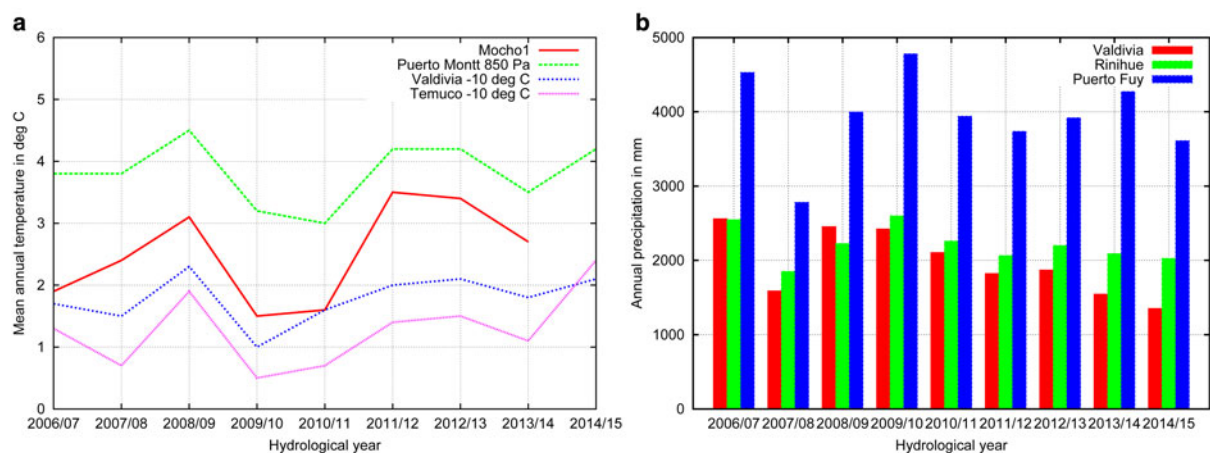 a
6
5
4
3
2
1
0
Mean annual temperature in deg C
Mocho1
Puerto Montt 850 Pa
Valdivia -10 deg C
Temuco -10 deg C
2006/07 2007/08 2008/09 2009/10 2010/11 2011/12 2012/13 2013/14 2014/15
Hydrological year
b
5000
4000
3000
2000
1000
0
Annual precipitation in mm
Valdivia
Rinihue
Puerto Fuy
2006/07 2007/08 2008/09 2009/10 2010/11 2011/12 2012/13 2013/14 2014/15
Hydrological year